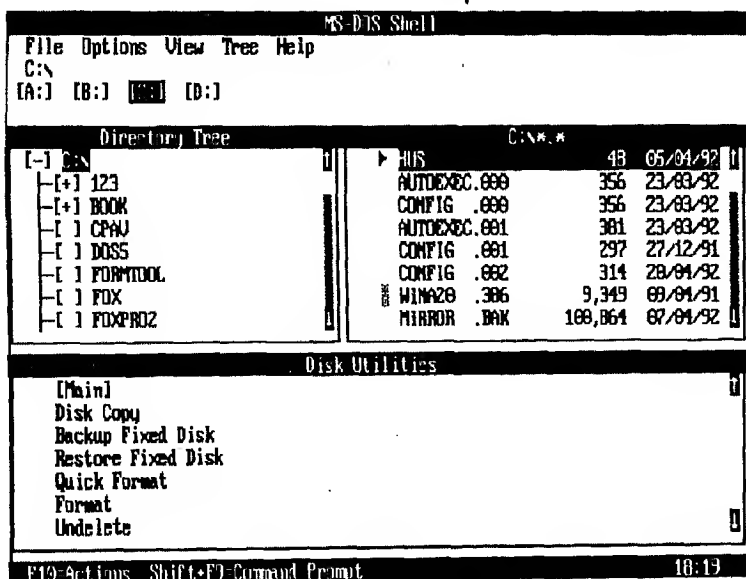 MS-DOS Shell
File Options View Tree Help
C:\
[A:] [B:] [C:] [D:]
Directory Tree
[-] C:\
[+] 123
[+] BOOK
[ ] CPAV
[ ] DOS5
[ ] FORMTOOL
[ ] FOX
[ ] FOXPRO2
C:\*.*
HUS 48 05/04/92
AUTOEXEC.000 356 23/03/92
CONFIG .000 356 23/03/92
AUTOEXEC.001 381 23/03/92
CONFIG .001 297 27/12/91
CONFIG .002 314 28/04/92
WINA20 .386 9,349 09/04/91
MIRROR .BAK 108,864 07/04/92
Disk Utilities
[Main]
Disk Copy
Backup Fixed Disk
Restore Fixed Disk
Quick Format
Format
Undelete
F10=Actions Shift+F9=Command Prompt 18:19